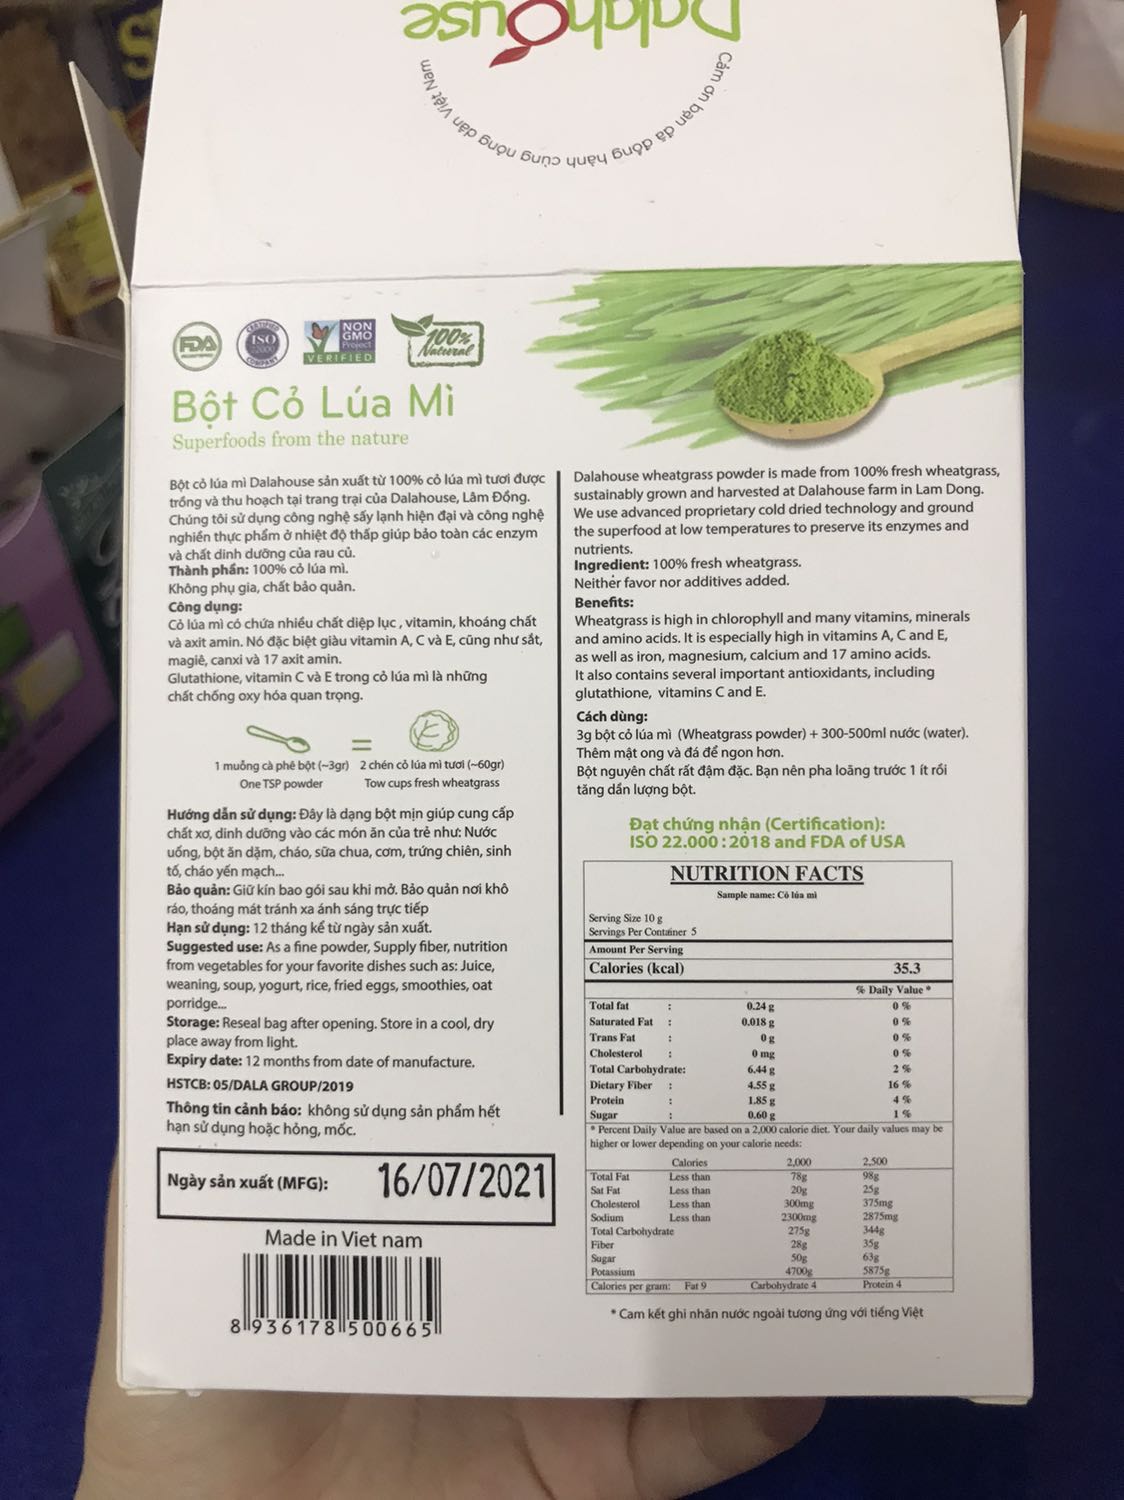 Dalahouse
Cảm ơn bạn đã đồng hành cùng nông dân Việt Nam
FDA
CERTIFIED
ISO
22000
COMPANY
NON
GMO
Project
VERIFIED
100%
Natural
Bột Cỏ Lúa Mì
Superfoods from the nature
Bột cỏ lúa mì Dalahouse sản xuất từ 100% cỏ lúa mì tươi được
trồng và thu hoạch tại trang trại của Dalahouse, Lâm Đồng.
Chúng tôi sử dụng công nghệ sấy lạnh hiện đại và công nghệ
nghiền thực phẩm ở nhiệt độ thấp giúp bảo toàn các enzym
và chất dinh dưỡng của rau củ.
Thành phần: 100% cỏ lúa mì.
Không phụ gia, chất bảo quản.
Công dụng:
Cỏ lúa mì có chứa nhiều chất diệp lục , vitamin, khoáng chất
và axit amin. Nó đặc biệt giàu vitamin A, C và E, cũng như sắt,
magiê, canxi và 17 axit amin.
Glutathione, vitamin C và E trong cỏ lúa mì là những
chất chống oxy hóa quan trọng.
=
1 muỗng cà phê bột (~3gr) 2 chén cỏ lúa mì tươi (~60gr)
One TSP powder Tow cups fresh wheatgrass
Hướng dẫn sử dụng: Đây là dạng bột mịn giúp cung cấp
chất xơ, dinh dưỡng vào các món ăn của trẻ như: Nước
uống, bột ăn dặm, cháo, sữa chua, cơm, trứng chiên, sinh
tố, cháo yến mạch...
Bảo quản: Giữ kín bao gói sau khi mở. Bảo quản nơi khô
ráo, thoáng mát tránh xa ánh sáng trực tiếp
Hạn sử dụng: 12 tháng kể từ ngày sản xuất.
Suggested use: As a fine powder, Supply fiber, nutrition
from vegetables for your favorite dishes such as: Juice,
weaning, soup, yogurt, rice, fried eggs, smoothies, oat
porridge...
Storage: Reseal bag after opening. Store in a cool, dry
place away from light.
Expiry date: 12 months from date of manufacture.
HSTCB: 05/DALA GROUP/2019
Thông tin cảnh báo: không sử dụng sản phẩm hết
hạn sử dụng hoặc hỏng, mốc.
Ngày sản xuất (MFG): 16/07/2021
Made in Viet nam
8 936178 500665
Dalahouse wheatgrass powder is made from 100% fresh wheatgrass,
sustainably grown and harvested at Dalahouse farm in Lam Dong.
We use advanced proprietary cold dried technology and ground
the superfood at low temperatures to preserve its enzymes and
nutrients.
Ingredient: 100% fresh wheatgrass.
Neither favor nor additives added.
Benefits:
Wheatgrass is high in chlorophyll and many vitamins, minerals
and amino acids. It is especially high in vitamins A, C and E,
as well as iron, magnesium, calcium and 17 amino acids.
It also contains several important antioxidants, including
glutathione, vitamins C and E.
Cách dùng:
3g bột cỏ lúa mì (Wheatgrass powder) + 300-500ml nước (water).
Thêm mật ong và đá để ngon hơn.
Bột nguyên chất rất đậm đặc. Bạn nên pha loãng trước 1 ít rồi
tăng dần lượng bột.
Đạt chứng nhận (Certification):
ISO 22.000 : 2018 and FDA of USA
NUTRITION FACTS
Sample name: Cỏ lúa mì
Serving Size 10 g
Servings Per Container 5
Amount Per Serving
Calories (kcal) 35.3
% Daily Value *
Total fat : 0.24 g 0 %
Saturated Fat : 0.018 g 0 %
Trans Fat : 0 g 0 %
Cholesterol : 0 mg 0 %
Total Carbohydrate: 6.44 g 2 %
Dietary Fiber : 4.55 g 16 %
Protein : 1.85 g 4 %
Sugar : 0.60 g 1 %
* Percent Daily Value are based on a 2,000 calorie diet. Your daily values may be
higher or lower depending on your calorie needs:
Calories 2,000 2,500
Total Fat Less than 78g 98g
Sat Fat Less than 20g 25g
Cholesterol Less than 300mg 375mg
Sodium Less than 2300mg 2875mg
Total Carbohydrate 275g 344g
Fiber 28g 35g
Sugar 50g 63g
Potassium 4700g 5875g
Calories per gram: Fat 9 Carbohydrate 4 Protein 4
* Cam kết ghi nhãn nước ngoài tương ứng với tiếng Việt